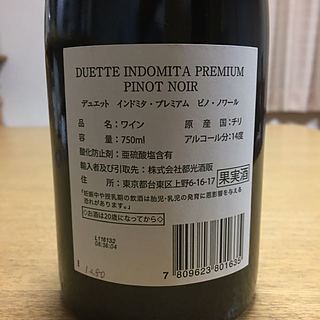 DUETTE INDOMITA PREMIUM
PINOT NOIR
デュエット インドミタ・プレミアム ピノ・ノワール
品名：ワイン 原産国：チリ
容量：750ml アルコール分：14度
酸化防止剤：亜硫酸塩含有
輸入者及び引取先：株式会社都光酒販
住所：東京都台東区上野6-16-17
果実酒
「妊娠中や授乳期の飲酒は胎児・乳児の発育に悪影響を与える
恐れがあります。」
◇お酒は20歳になってから◇
L116132
7 809623 801635